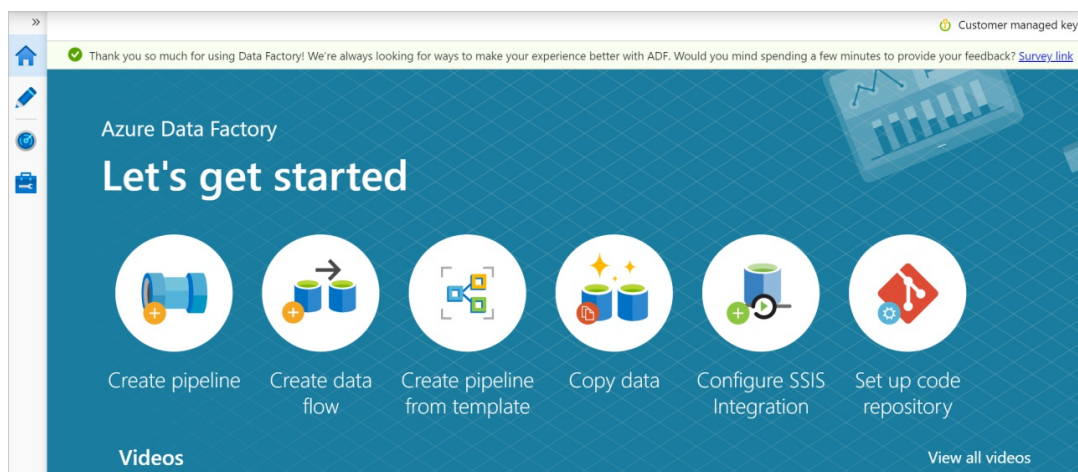 »
Customer managed key
Thank you so much for using Data Factory! We're always looking for ways to make your experience better with ADF. Would you mind spending a few minutes to provide your feedback? Survey link
Azure Data Factory
Let's get started
Create pipeline
Create data
flow
Create pipeline
from template
Copy data
Configure SSIS
Integration
Set up code
repository
Videos
View all videos